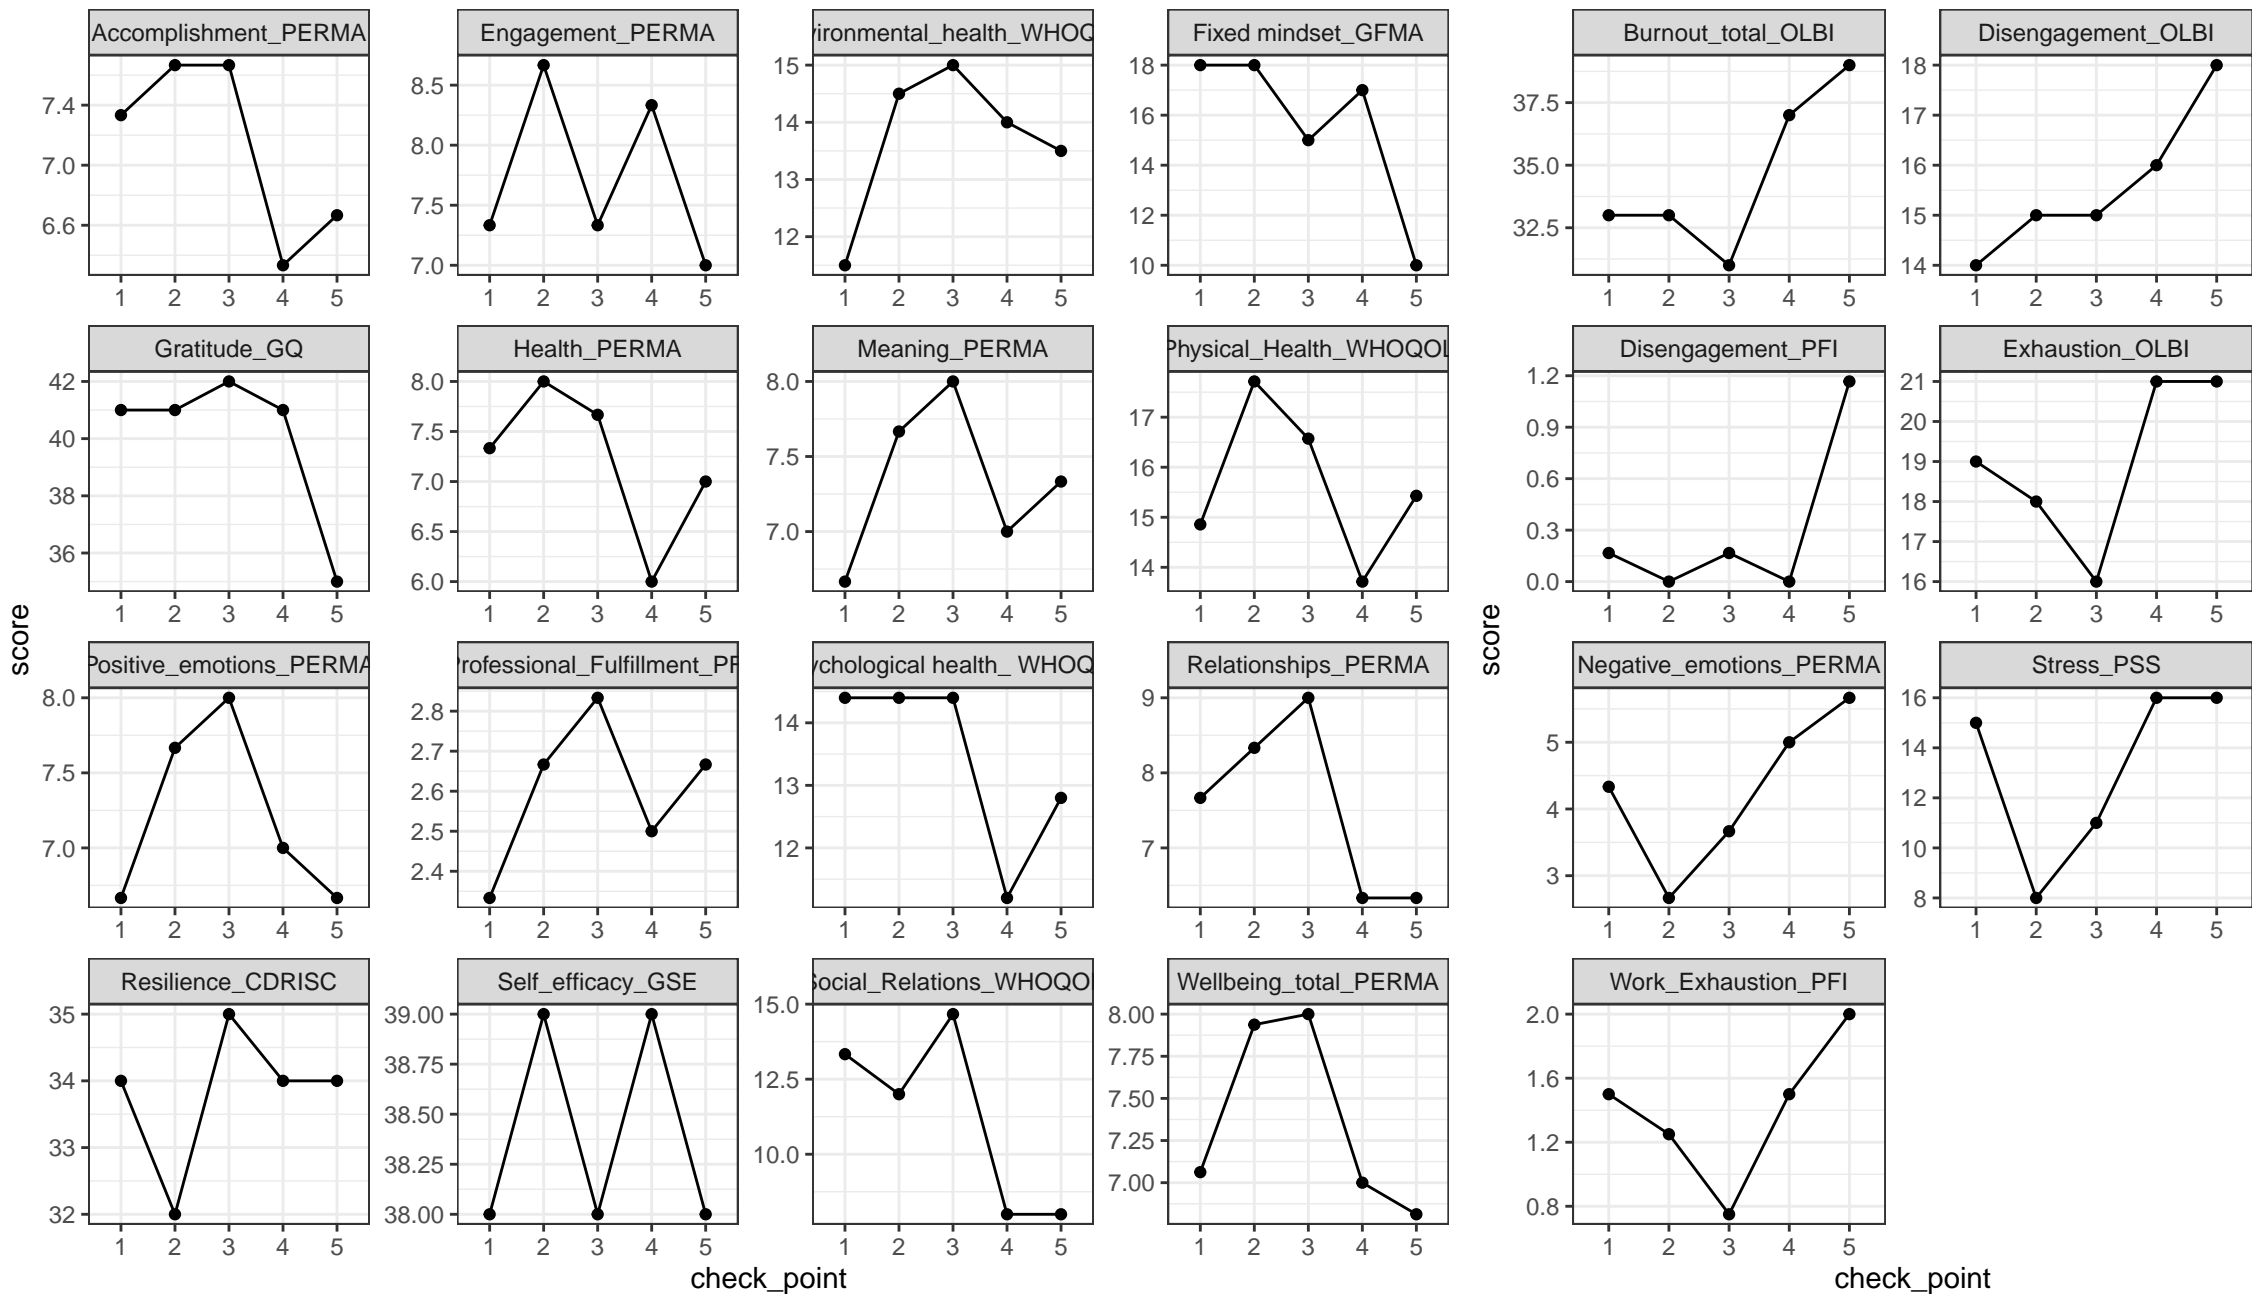 Accomplishment_PERMA
Engagement_PERMA
vironmental_health_WHOQ
Fixed mindset_GFMA
Burnout_total_OLBI
Disengagement_OLBI
7.4
7.0
6.6
8.5
8.0
7.5
7.0
15
14
13
12
18
16
14
12
10
37.5
35.0
32.5
18
17
16
15
14
1 2 3 4 5
1 2 3 4 5
1 2 3 4 5
1 2 3 4 5
1 2 3 4 5
1 2 3 4 5
Gratitude_GQ
Health_PERMA
Meaning_PERMA
Physical_Health_WHOQOL
Disengagement_PFI
Exhaustion_OLBI
42
40
38
36
8.0
7.5
7.0
6.5
6.0
8.0
7.5
7.0
17
16
15
14
1.2
0.9
0.6
0.3
0.0
21
20
19
18
17
16
1 2 3 4 5
1 2 3 4 5
1 2 3 4 5
1 2 3 4 5
1 2 3 4 5
1 2 3 4 5
score
score
Positive_emotions_PERMA
Professional_Fulfillment_PF
ychological health_ WHOQ
Relationships_PERMA
Negative_emotions_PERMA
Stress_PSS
8.0
7.5
7.0
2.8
2.7
2.6
2.5
2.4
14
13
12
9
8
7
5
4
3
16
14
12
10
8
1 2 3 4 5
1 2 3 4 5
1 2 3 4 5
1 2 3 4 5
1 2 3 4 5
1 2 3 4 5
Resilience_CDRISC
Self_efficacy_GSE
Social_Relations_WHOQOL
Wellbeing_total_PERMA
Work_Exhaustion_PFI
35
34
33
32
39.00
38.75
38.50
38.25
38.00
15.0
12.5
10.0
8.00
7.75
7.50
7.25
7.00
2.0
1.6
1.2
0.8
1 2 3 4 5
1 2 3 4 5
1 2 3 4 5
1 2 3 4 5
1 2 3 4 5
check_point
check_point